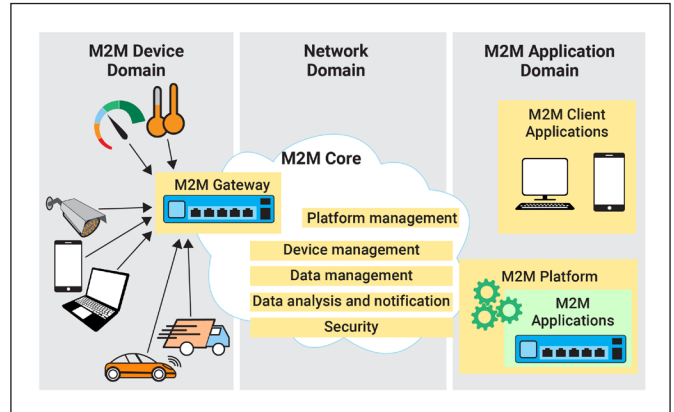 M2M Device
Domain
Network
Domain
M2M Application
Domain
M2M Client
Applications
M2M Core
M2M Gateway
Platform management
Device management
Data management
Data analysis and notification
Security
M2M Platform
M2M
Applications